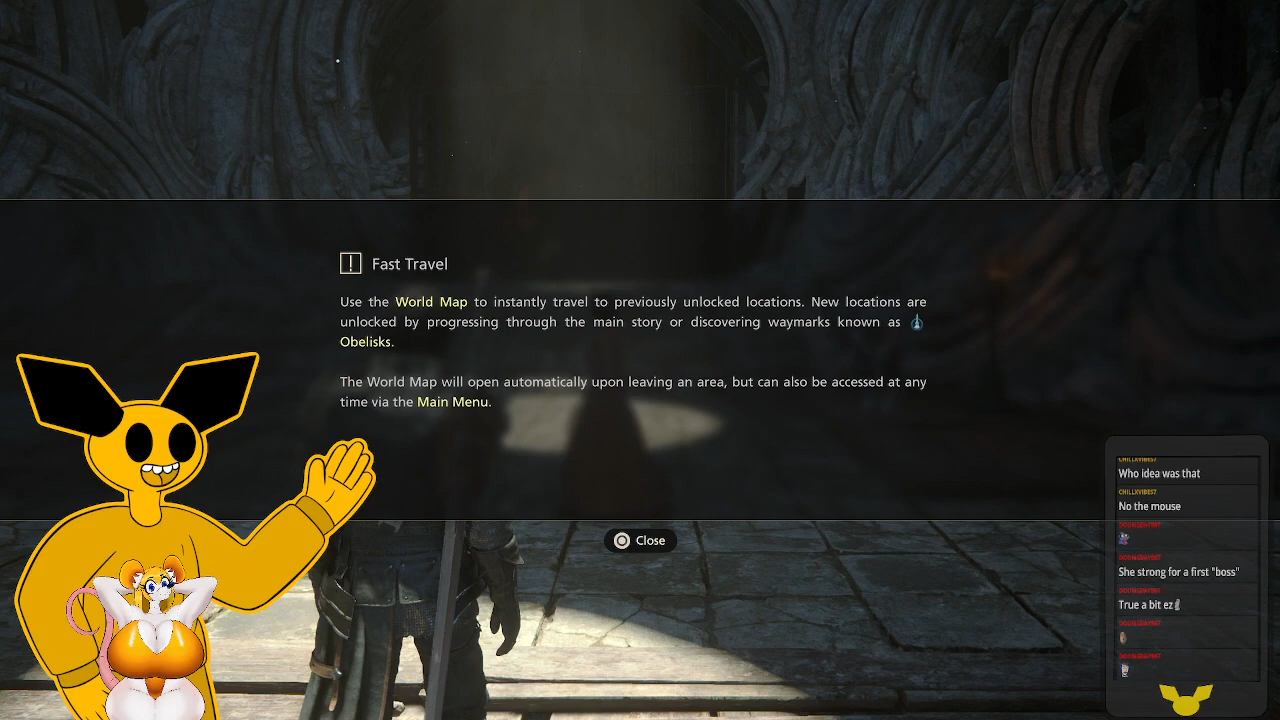 Fast Travel
Use the World Map to instantly travel to previously unlocked locations. New locations are
unlocked by progressing through the main story or discovering waymarks known as
Obelisks.
The World Map will open automatically upon leaving an area, but can also be accessed at any
time via the Main Menu.
Close
CHILLXVIBES7
Who idea was that
CHILLXVIBES7
No the mouse
She strong for a first "boss"
True a bit ez